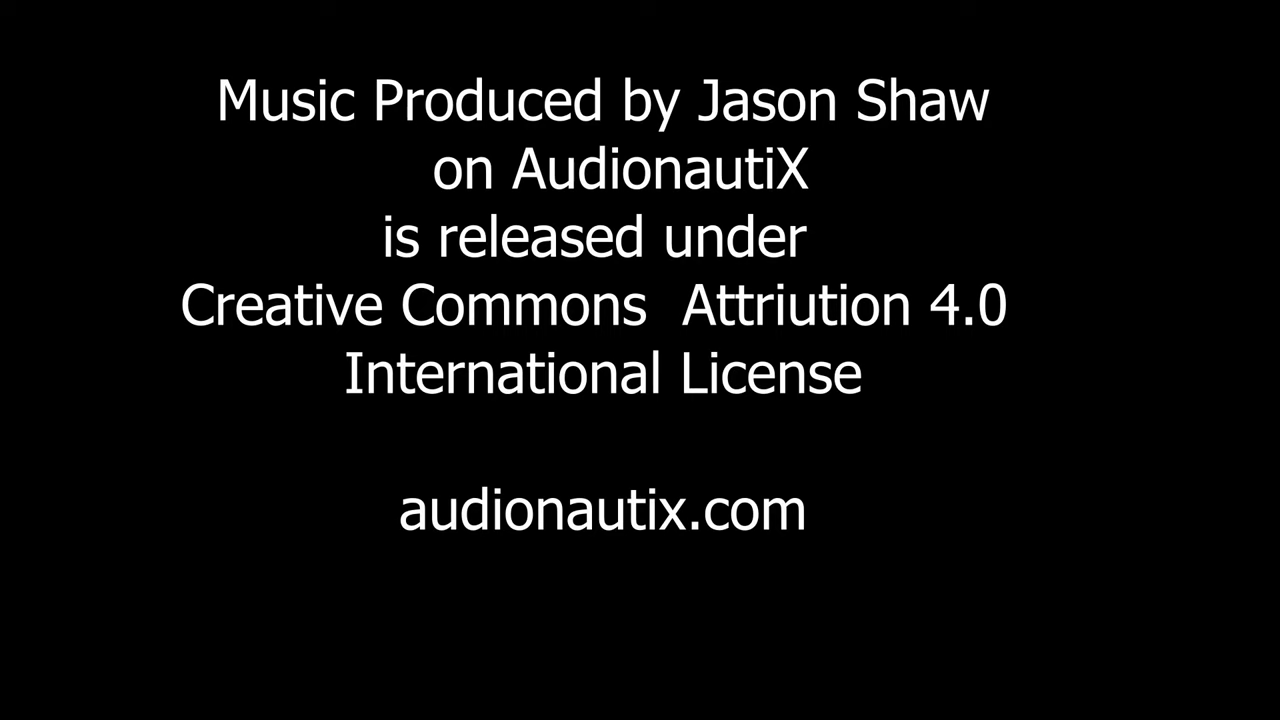 Music Produced by Jason Shaw
on AudionautiX
is released under
Creative Commons  Attriution 4.0
International License
audionautix.com